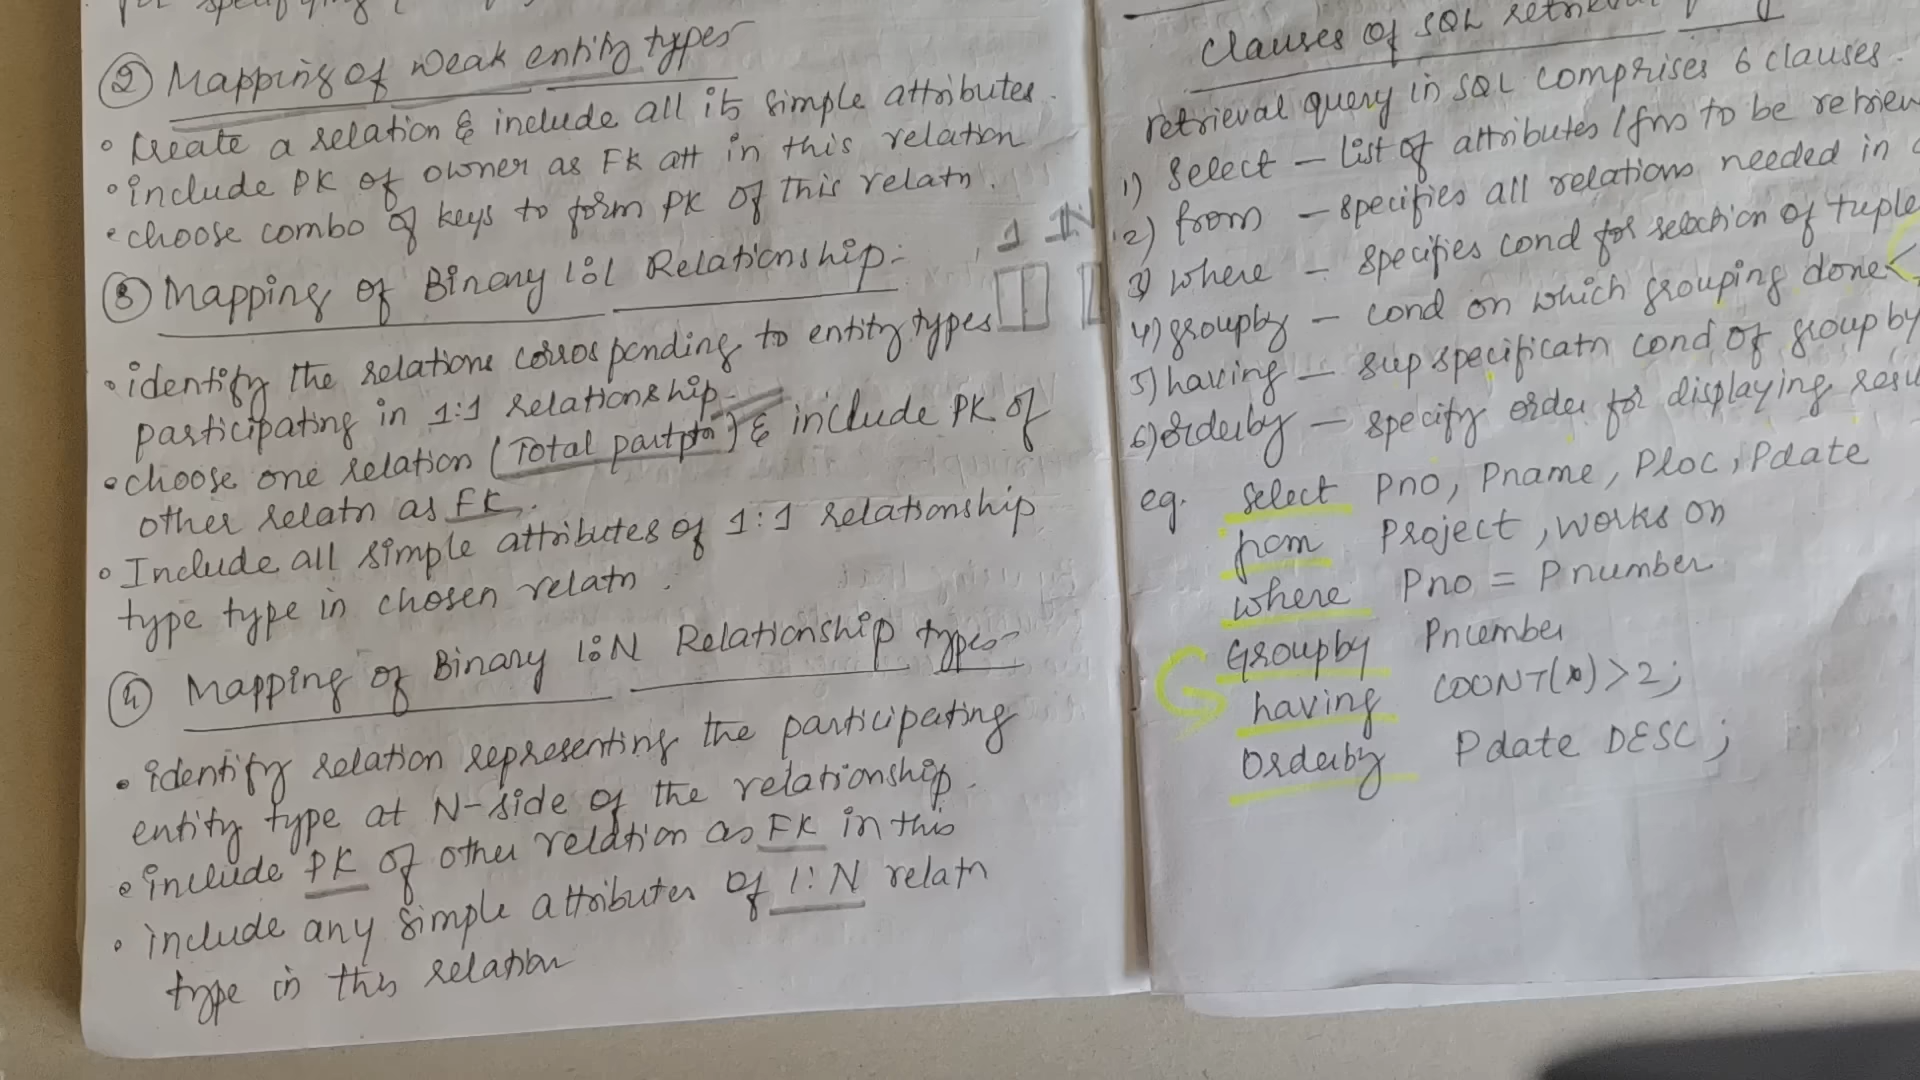 for specifying (
② Mapping of weak entity types
• Create a relation & include all its simple attributes.
• include PK of owner as FK att in this relation
• choose combo of keys to form PK of this relatn.
1 1N
③ Mapping of Binary 1:1 Relationship-
• identify the relations corrosponding to entity types
participating in 1:1 relationship-
• choose one relation (Total partptn) & include PK of
other relatn as FK.
• Include all simple attributes of 1:1 relationship
type type in chosen relatn.
④ Mapping of Binary 1:N Relationship types-
• identify relation representing the participating
entity type at N-side of the relationship.
• include PK of other relation as FK in this
• include any simple attributes of 1:N relatn
type in this relation
Clauses of SQL
retrieval query in SQL comprises 6 clauses.
1) Select - List of attributes / fns to be retriev
2) from - specifies all relations needed in
3) where - specifies cond for selection of tuple
4) groupby - cond on which grouping done
5) having - sup specificatn cond of group by
6) orderby - specify order for displaying resu
eg. select Pno, Pname, Ploc, Pdate
from Project, works on
where Pno = Pnumber
Groupby Pnumber
having COUNT(*) > 2;
Orderby Pdate DESC;